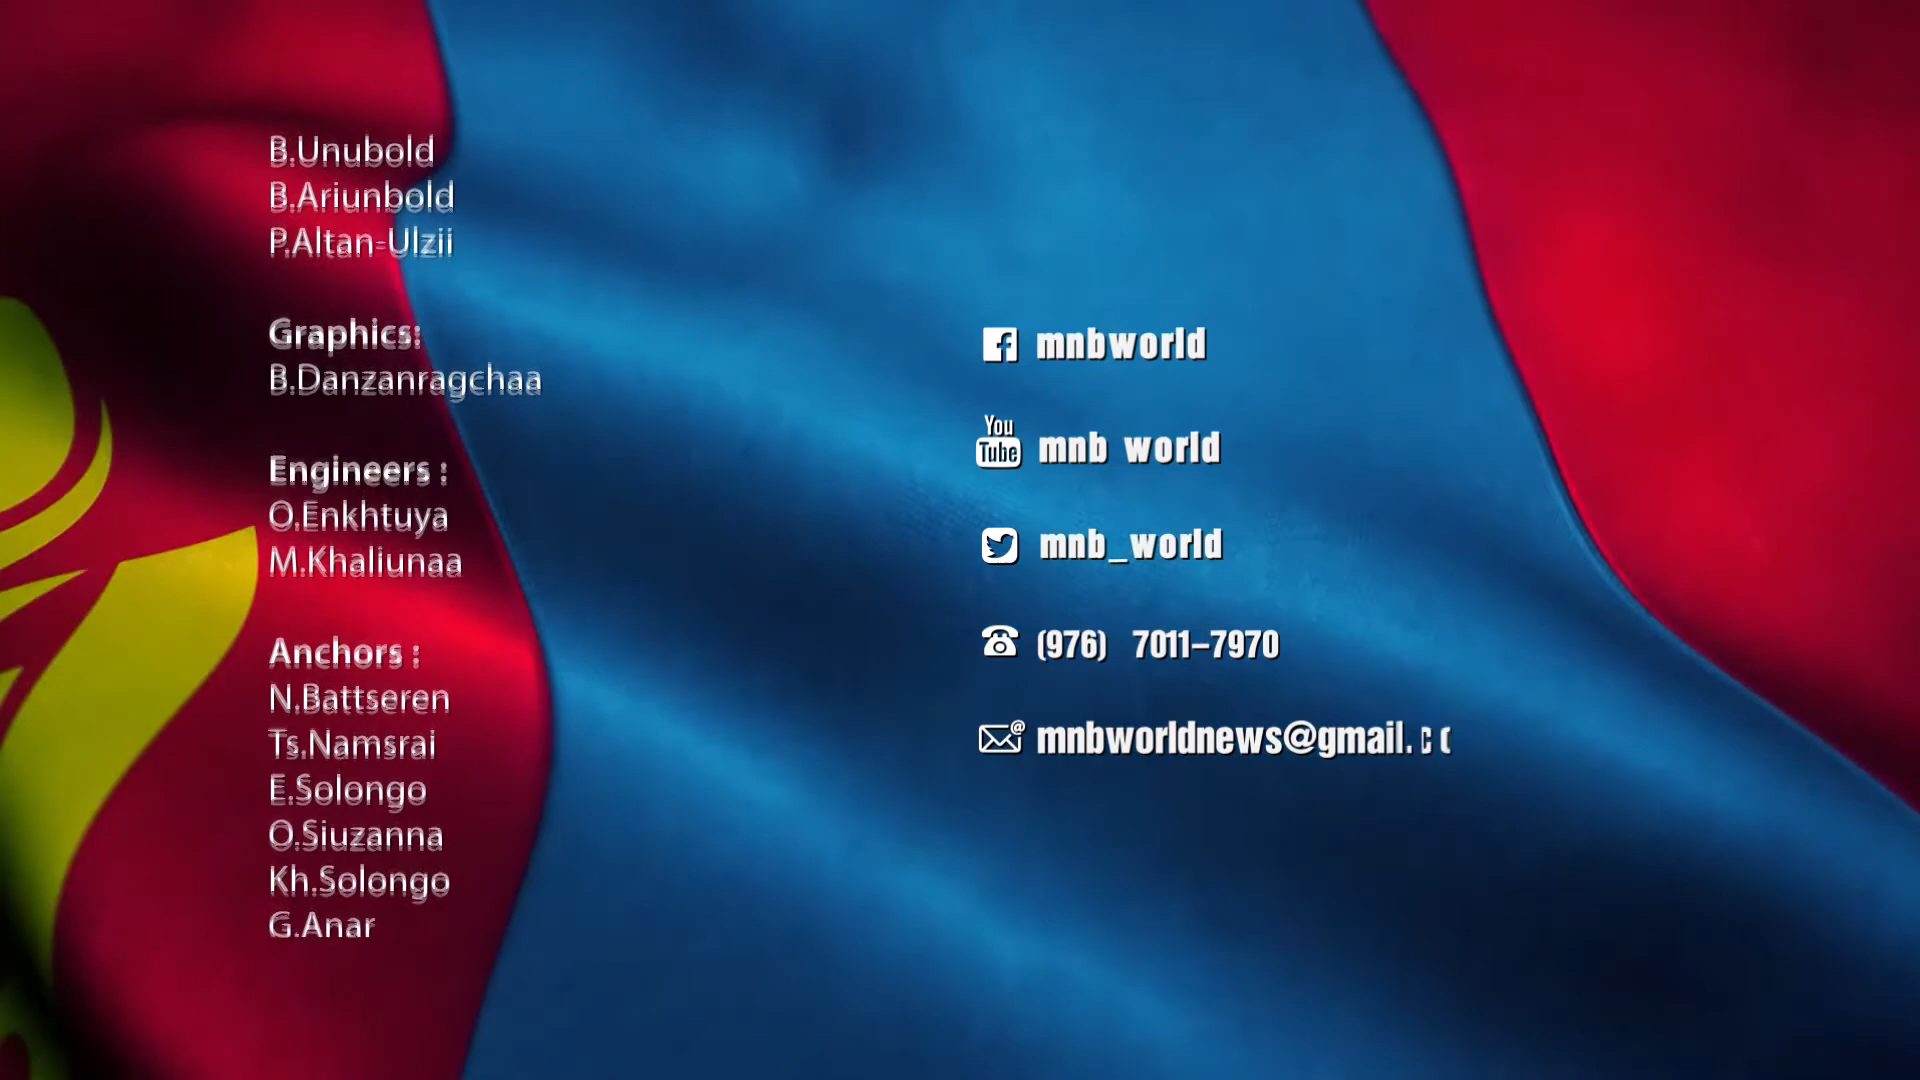 B.Unubold
B.Ariunbold
P.Altan-Ulzii
Graphics:
B.Danzanragchaa
Engineers :
O.Enkhtuya
M.Khaliunaa
Anchors :
N.Battseren
Ts.Namsrai
E.Solongo
O.Siuzanna
Kh.Solongo
G.Anar
mnbworld
You
Tube
mnb world
mnb_world
(976) 7011-7970
mnbworldnews@gmail.